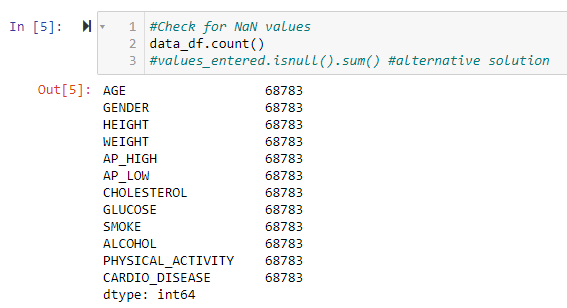 In [5]:
1 #Check for NaN values
2 data_df.count()
3 #values_entered.isnull().sum() #alternative solution
Out[5]: AGE 68783
GENDER 68783
HEIGHT 68783
WEIGHT 68783
AP_HIGH 68783
AP_LOW 68783
CHOLESTEROL 68783
GLUCOSE 68783
SMOKE 68783
ALCOHOL 68783
PHYSICAL_ACTIVITY 68783
CARDIO_DISEASE 68783
dtype: int64